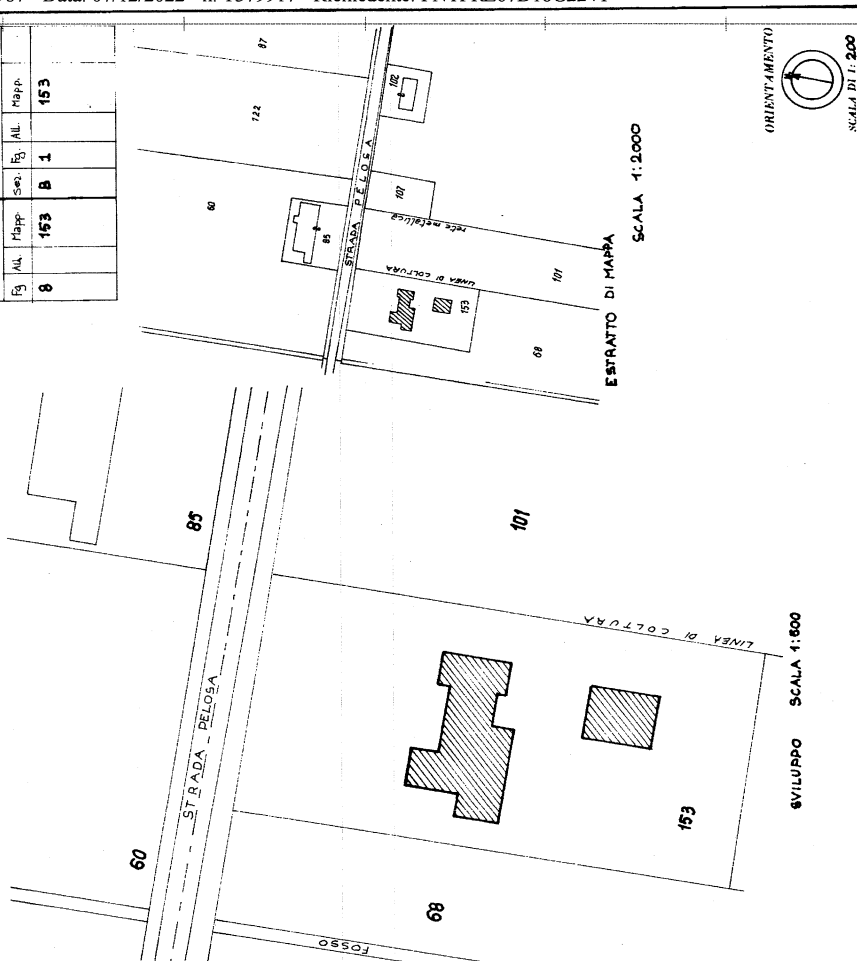 Data: 07/12/2022 - n.
Fg. All. Mapp. Sez. Fg. All. Mapp.
8 153 B 1 153
87
122
102
60
STRADA PELOSA
85
107
rete metallica
LINEA DI COLTURA
101
153
68
ESTRATTO DI MAPPA
SCALA 1:2000
ORIENTAMENTO
SCALA DI 1: 200
85
101
STRADA PELOSA
LINEA DI COLTURA
60
153
68
FOSSO
SVILUPPO SCALA 1:500